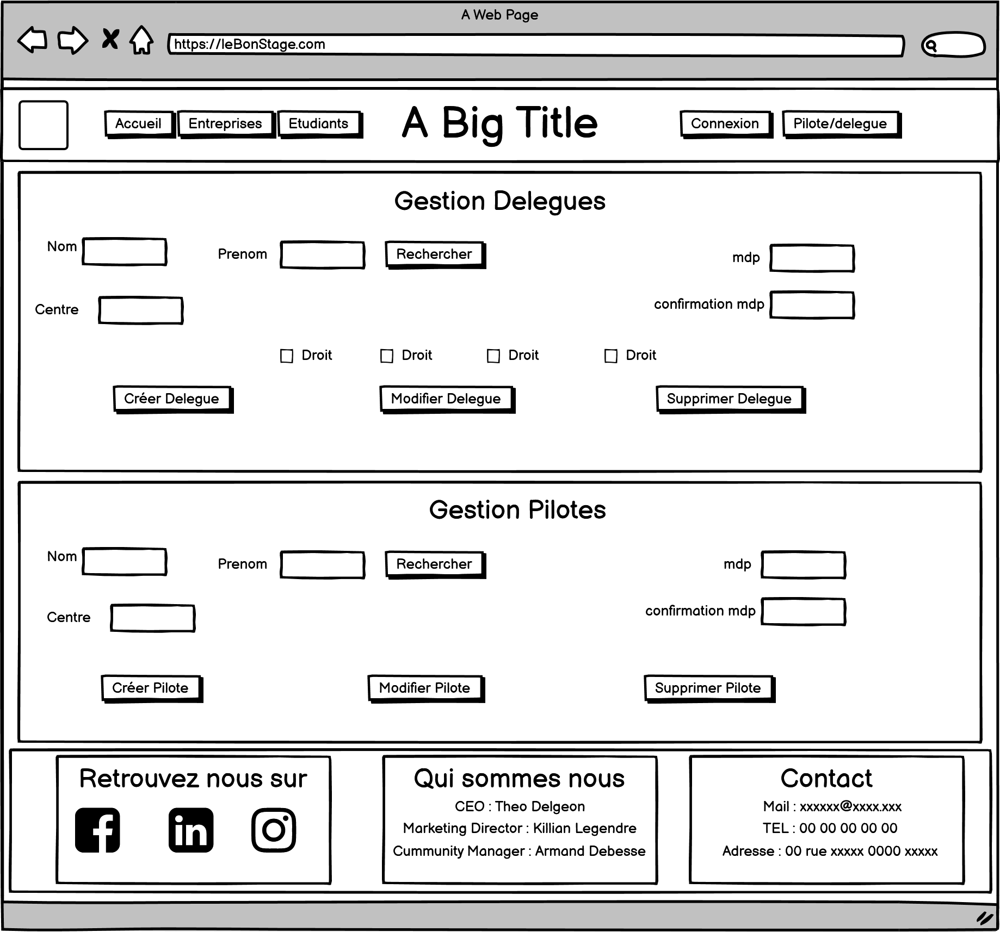 A Web Page
https://leBonStage.com
Accueil Entreprises Etudiants A Big Title Connexion Pilote/delegue
Gestion Delegues
Nom Prenom Rechercher mdp
Centre confirmation mdp
Droit Droit Droit Droit
Créer Delegue Modifier Delegue Supprimer Delegue
Gestion Pilotes
Nom Prenom Rechercher mdp
Centre confirmation mdp
Créer Pilote Modifier Pilote Supprimer Pilote
Retrouvez nous sur
f in
Qui sommes nous
CEO : Theo Delgeon
Marketing Director : Killian Legendre
Cummunity Manager : Armand Debesse
Contact
Mail : xxxxxx@xxxx.xxx
TEL : 00 00 00 00 00
Adresse : 00 rue xxxxx 0000 xxxxx